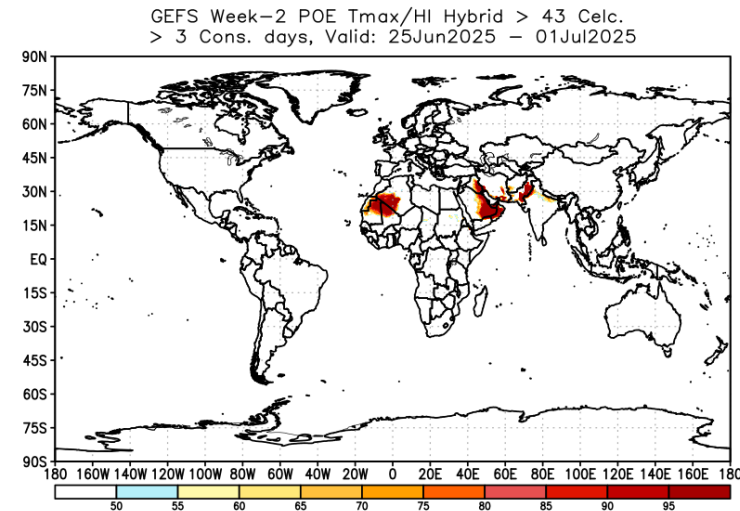 GEFS Week-2 POE Tmax/HI Hybrid > 43 Celc.
> 3 Cons. days, Valid: 25Jun2025 - 01Jul2025
90N
75N
60N
45N
30N
15N
EQ
15S
30S
45S
60S
75S
90S
180 160W 140W 120W 100W 80W 60W 40W 20W 0 20E 40E 60E 80E 100E 120E 140E 160E 180
50 55 60 65 70 75 80 85 90 95